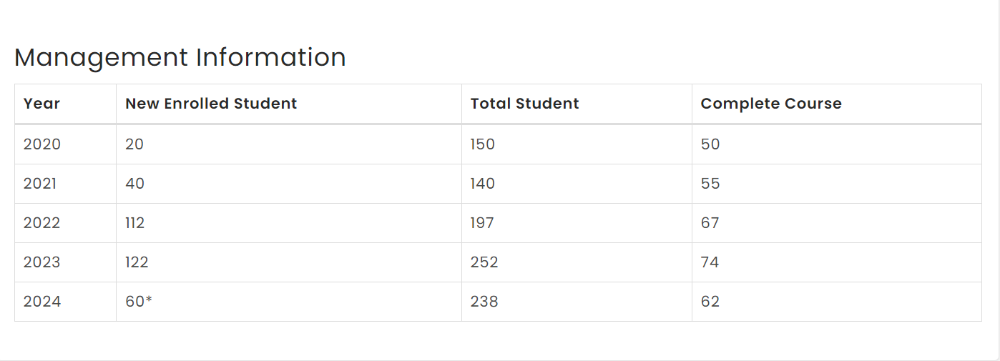 Management Information
Year New Enrolled Student Total Student Complete Course
2020 20 150 50
2021 40 140 55
2022 112 197 67
2023 122 252 74
2024 60* 238 62